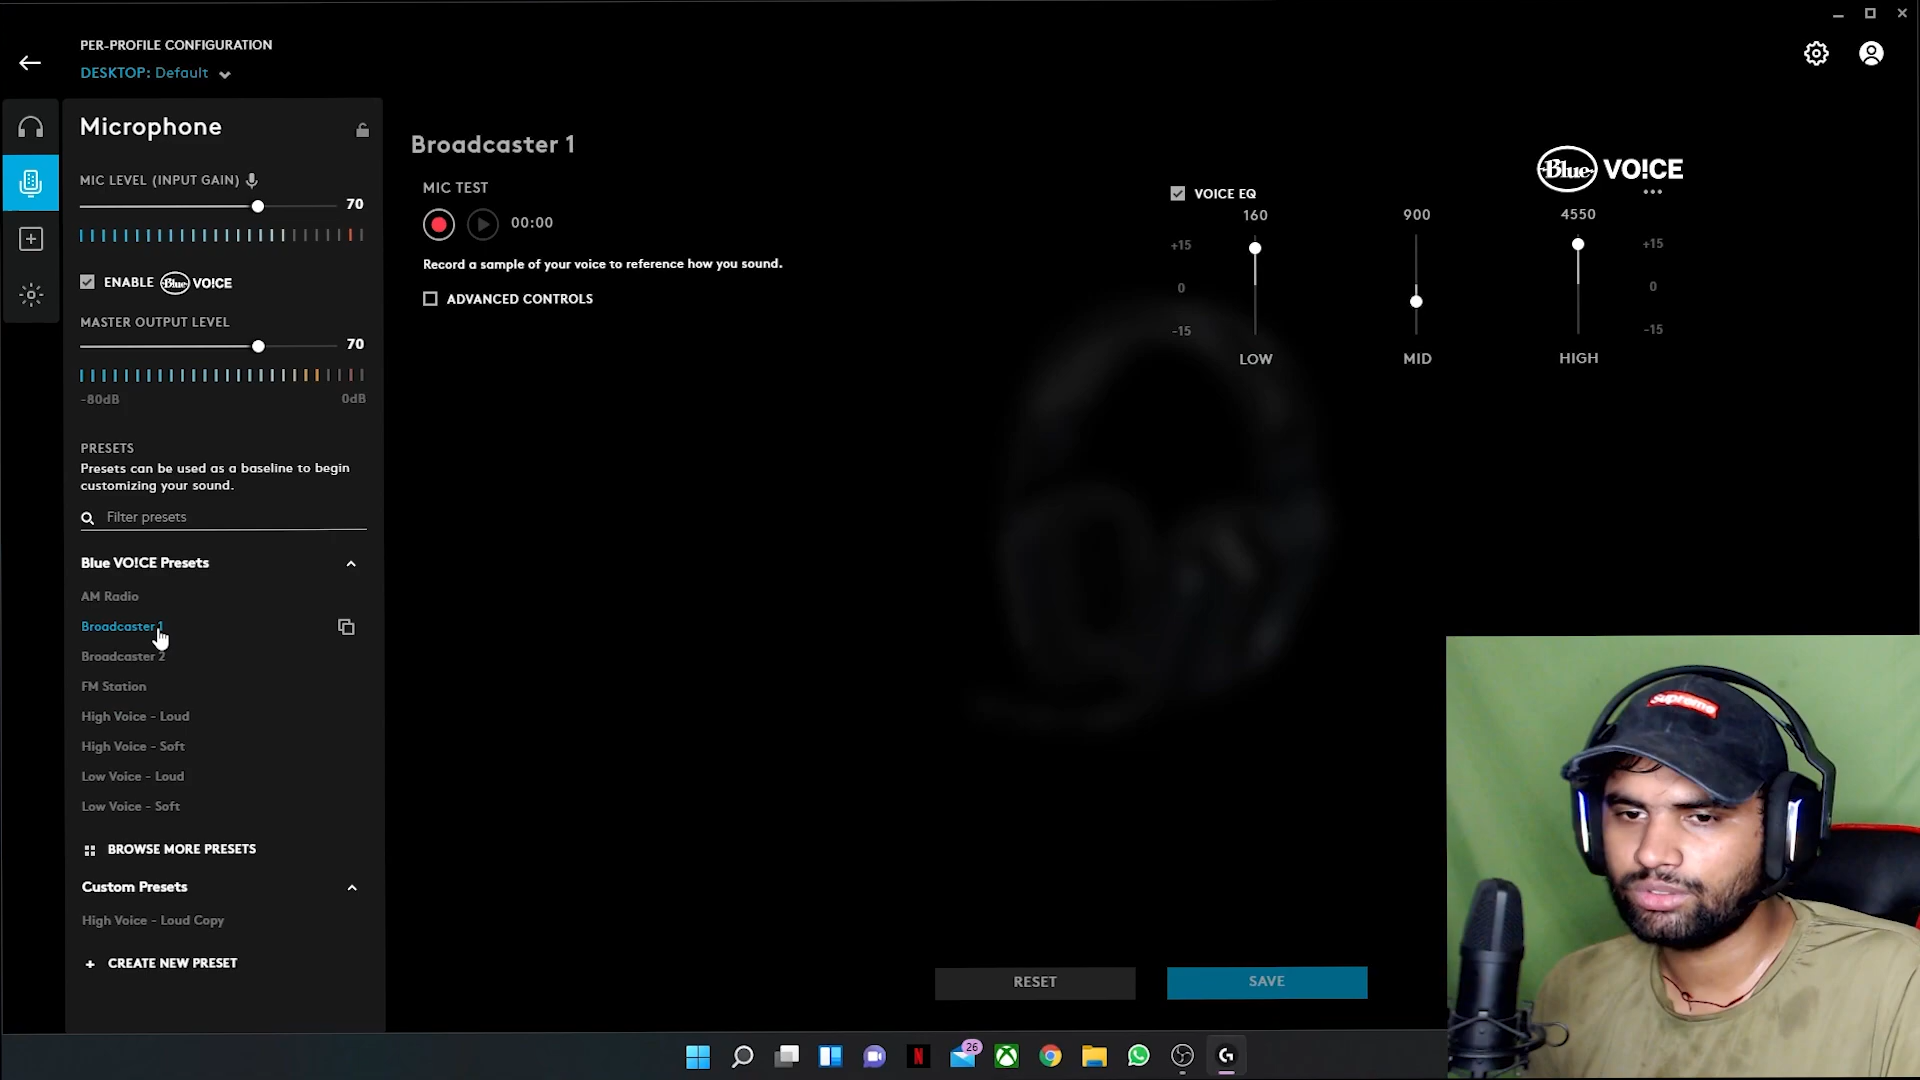 PER-PROFILE CONFIGURATION
DESKTOP: Default
Microphone
MIC LEVEL (INPUT GAIN)
70
ENABLE Blue VO!CE
MASTER OUTPUT LEVEL
70
-80dB 0dB
PRESETS
Presets can be used as a baseline to begin
customizing your sound.
Filter presets
Blue VO!CE Presets
AM Radio
Broadcaster 1
Broadcaster 2
FM Station
High Voice - Loud
High Voice - Soft
Low Voice - Loud
Low Voice - Soft
BROWSE MORE PRESETS
Custom Presets
High Voice - Loud Copy
+ CREATE NEW PRESET
Broadcaster 1
MIC TEST
00:00
Record a sample of your voice to reference how you sound.
ADVANCED CONTROLS
Blue VO!CE
VOICE EQ
160 900 4550
+15 +15
0 0
-15 -15
LOW MID HIGH
RESET SAVE
Supreme
N 26 G